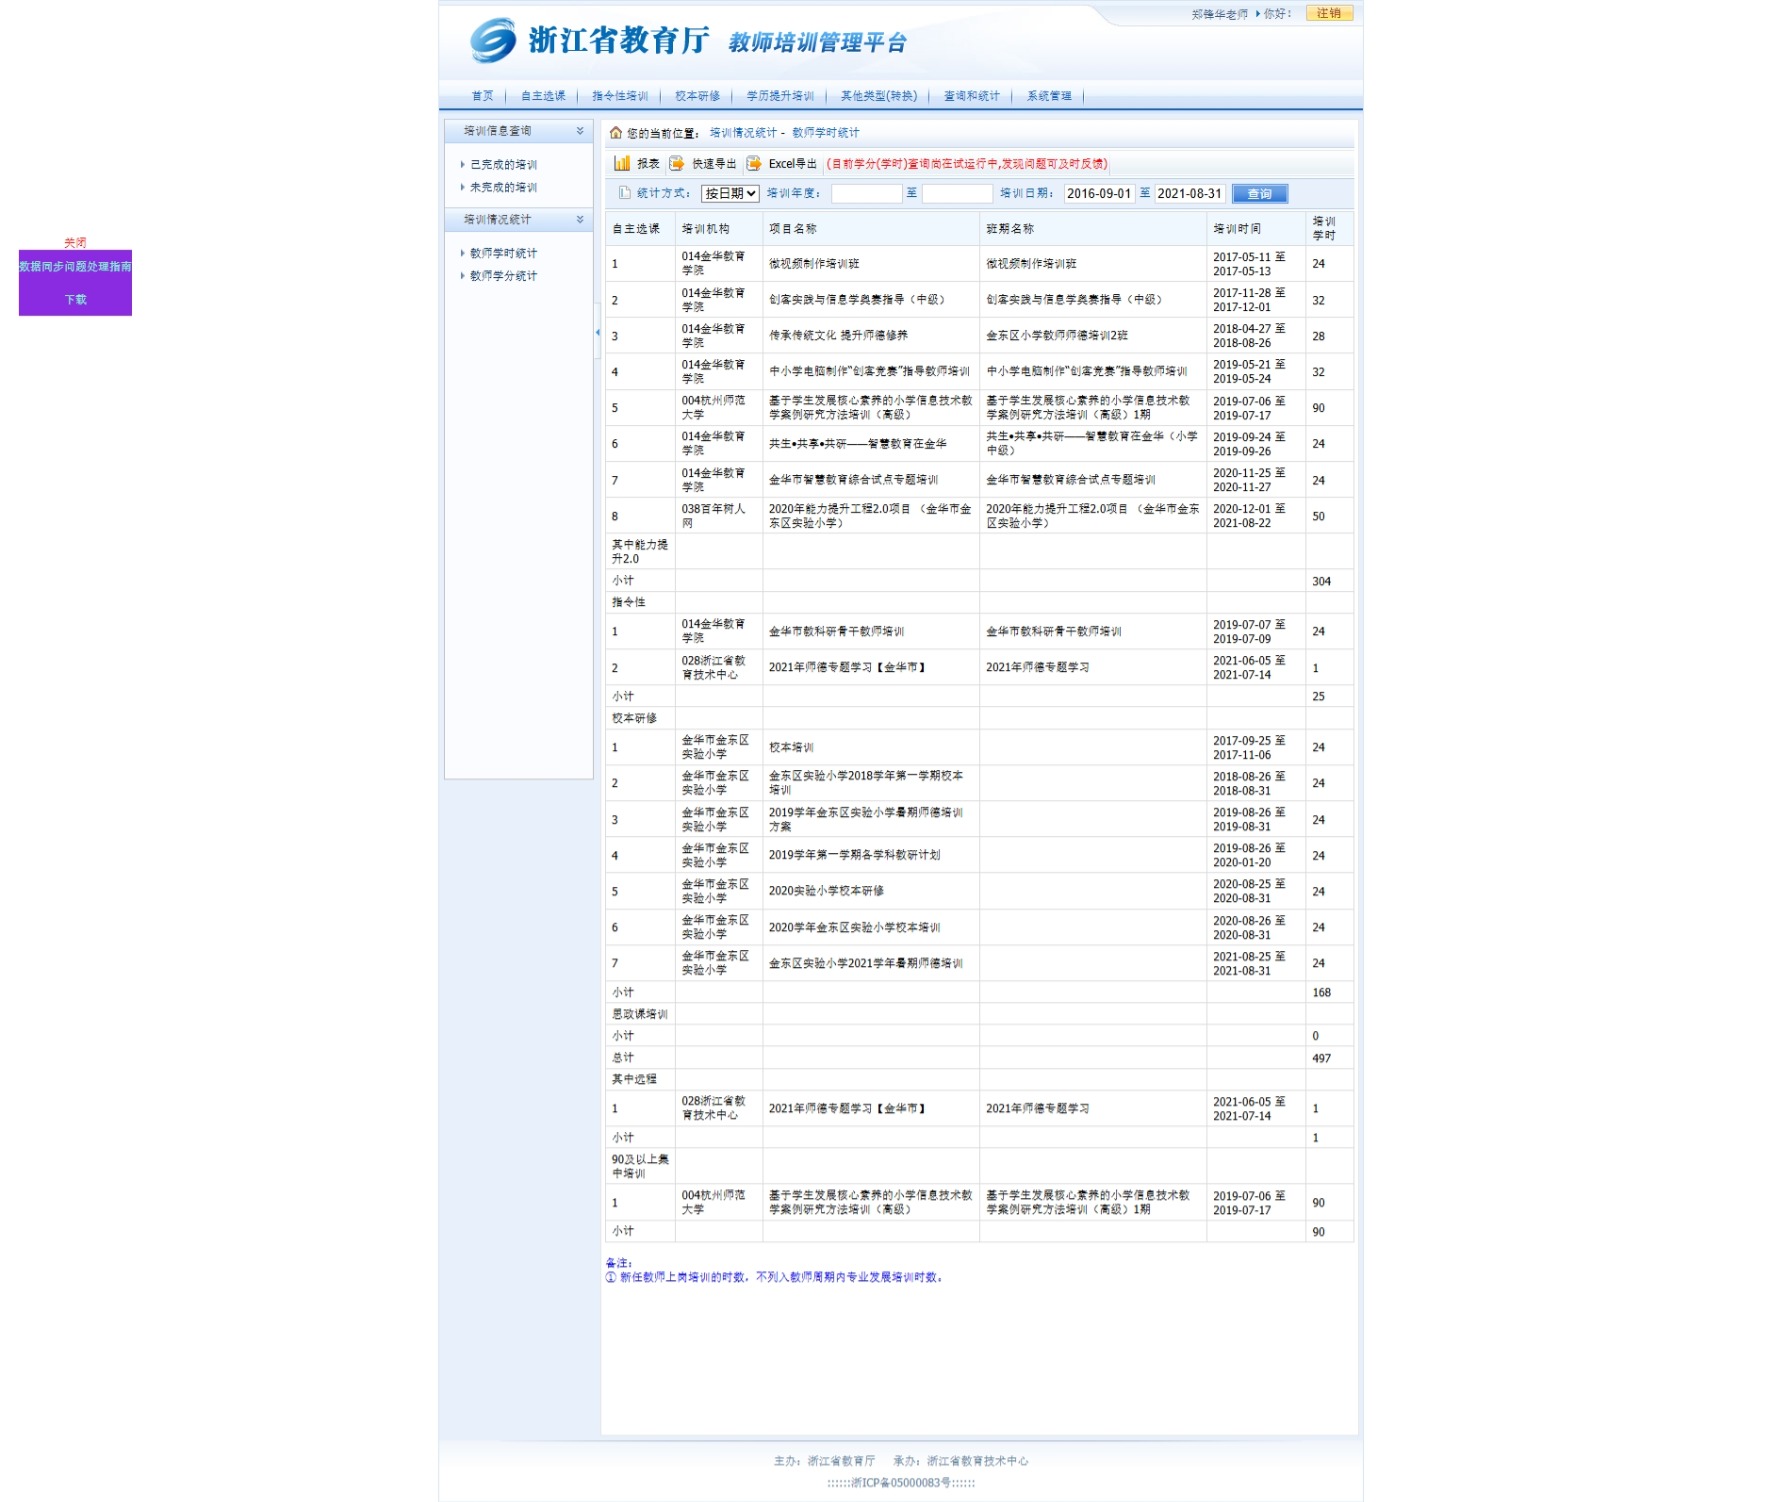 郑锋华老师 你好： 注销
浙江省教育厅 教师培训管理平台
首页 自主选课 指令性培训 校本研修 学历提升培训 其他类型(转换) 查询和统计 系统管理
培训信息查询
已完成的培训
未完成的培训
培训情况统计
教师学时统计
教师学分统计
关闭
数据同步问题处理指南
下载
您的当前位置： 培训情况统计 - 教师学时统计
报表 快速导出 Excel导出 (目前学分(学时)查询尚在试运行中,发现问题可及时反馈)
统计方式： 按日期 培训年度： 至 培训日期： 2016-09-01 至 2021-08-31 查询
自主选课 培训机构 项目名称 班期名称 培训时间 培训学时
1 014金华教育学院 微视频制作培训班 微视频制作培训班 2017-05-11 至 2017-05-13 24
2 014金华教育学院 创客实践与信息学奥赛指导（中级） 创客实践与信息学奥赛指导（中级） 2017-11-28 至 2017-12-01 32
3 014金华教育学院 传承传统文化 提升师德修养 金东区小学教师师德培训2班 2018-04-27 至 2018-08-26 28
4 014金华教育学院 中小学电脑制作“创客竞赛”指导教师培训 中小学电脑制作“创客竞赛”指导教师培训 2019-05-21 至 2019-05-24 32
5 004杭州师范大学 基于学生发展核心素养的小学信息技术教学案例研究方法培训（高级） 基于学生发展核心素养的小学信息技术教学案例研究方法培训（高级）1期 2019-07-06 至 2019-07-17 90
6 014金华教育学院 共生•共享•共研——智慧教育在金华 共生•共享•共研——智慧教育在金华（小学中级） 2019-09-24 至 2019-09-26 24
7 014金华教育学院 金华市智慧教育综合试点专题培训 金华市智慧教育综合试点专题培训 2020-11-25 至 2020-11-27 24
8 038百年树人网 2020年能力提升工程2.0项目 （金华市金东区实验小学） 2020年能力提升工程2.0项目 （金华市金东区实验小学） 2020-12-01 至 2021-08-22 50
其中能力提升2.0
小计 304
指令性
1 014金华教育学院 金华市教科研骨干教师培训 金华市教科研骨干教师培训 2019-07-07 至 2019-07-09 24
2 028浙江省教育技术中心 2021年师德专题学习【金华市】 2021年师德专题学习 2021-06-05 至 2021-07-14 1
小计 25
校本研修
1 金华市金东区实验小学 校本培训 2017-09-25 至 2017-11-06 24
2 金华市金东区实验小学 金东区实验小学2018学年第一学期校本培训 2018-08-26 至 2018-08-31 24
3 金华市金东区实验小学 2019学年金东区实验小学暑期师德培训方案 2019-08-26 至 2019-08-31 24
4 金华市金东区实验小学 2019学年第一学期各学科教研计划 2019-08-26 至 2020-01-20 24
5 金华市金东区实验小学 2020实验小学校本研修 2020-08-25 至 2020-08-31 24
6 金华市金东区实验小学 2020学年金东区实验小学校本培训 2020-08-26 至 2020-08-31 24
7 金华市金东区实验小学 金东区实验小学2021学年暑期师德培训 2021-08-25 至 2021-08-31 24
小计 168
思政课培训
小计 0
总计 497
其中远程
1 028浙江省教育技术中心 2021年师德专题学习【金华市】 2021年师德专题学习 2021-06-05 至 2021-07-14 1
小计 1
90及以上集中培训
1 004杭州师范大学 基于学生发展核心素养的小学信息技术教学案例研究方法培训（高级） 基于学生发展核心素养的小学信息技术教学案例研究方法培训（高级）1期 2019-07-06 至 2019-07-17 90
小计 90
备注：
① 新任教师上岗培训的时数，不列入教师周期内专业发展培训时数。
主办：浙江省教育厅 承办：浙江省教育技术中心
::::::浙ICP备05000083号::::::